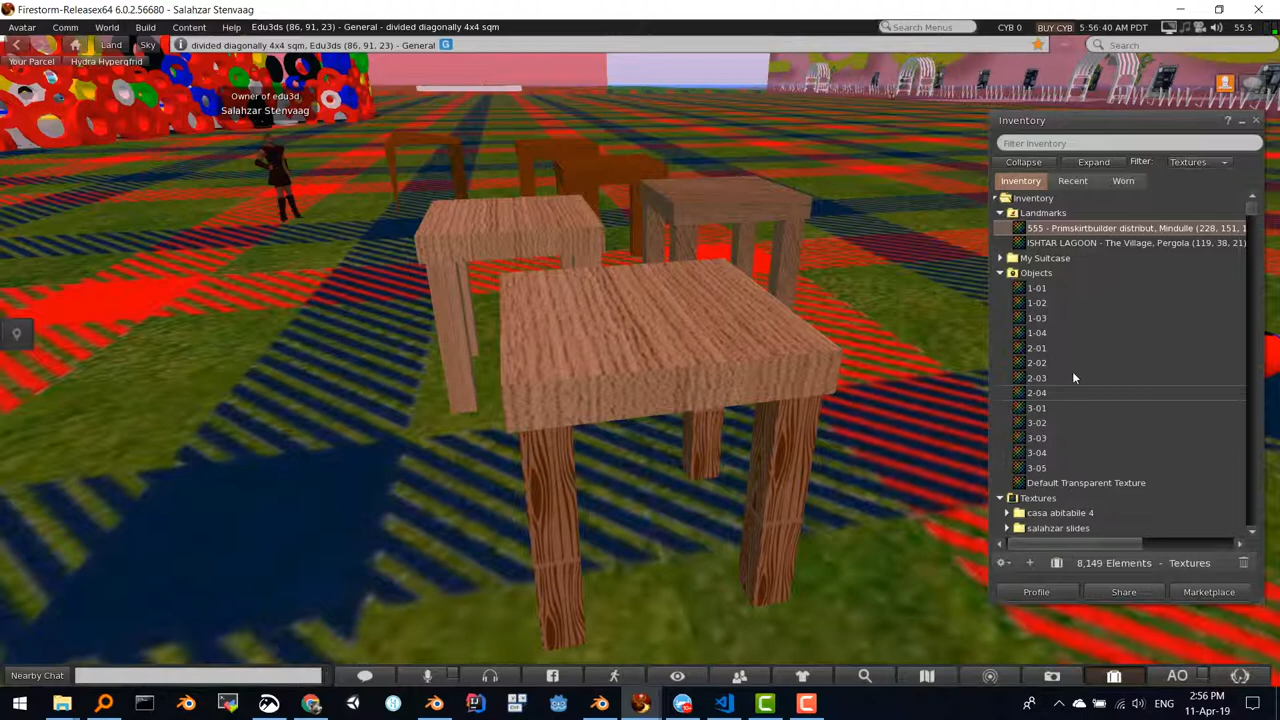 Firestorm-Releasex64 6.0.2.56680 - Salahzar Stenvaag
Avatar Comm World Build Content Help Edu3ds (86, 91, 23) - General - divided diagonally 4x4 sqm Search Menus CYB 0 BUY CYB 5:56:40 AM PDT 55.5
Land Sky divided diagonally 4x4 sqm, Edu3ds (86, 91, 23) - General G Search
Your Parcel Hydra Hyperqfrid
Owner of edu3d
Salahzar Stenvaag
Inventory ?
Filter Inventory
Collapse Expand Filter: Textures
Inventory Recent Worn
Inventory
Landmarks
555 - Primskirtbuilder distribut, Mindulle (228, 151, 1
ISHTAR LAGOON - The Village, Pergola (119, 38, 21)
My Suitcase
Objects
1-01
1-02
1-03
1-04
2-01
2-02
2-03
2-04
3-01
3-02
3-03
3-04
3-05
Default Transparent Texture
Textures
casa abitabile 4
salahzar slides
8,149 Elements - Textures
Profile Share Marketplace
Nearby Chat AO
ENG 2:56 PM
11-Apr-19